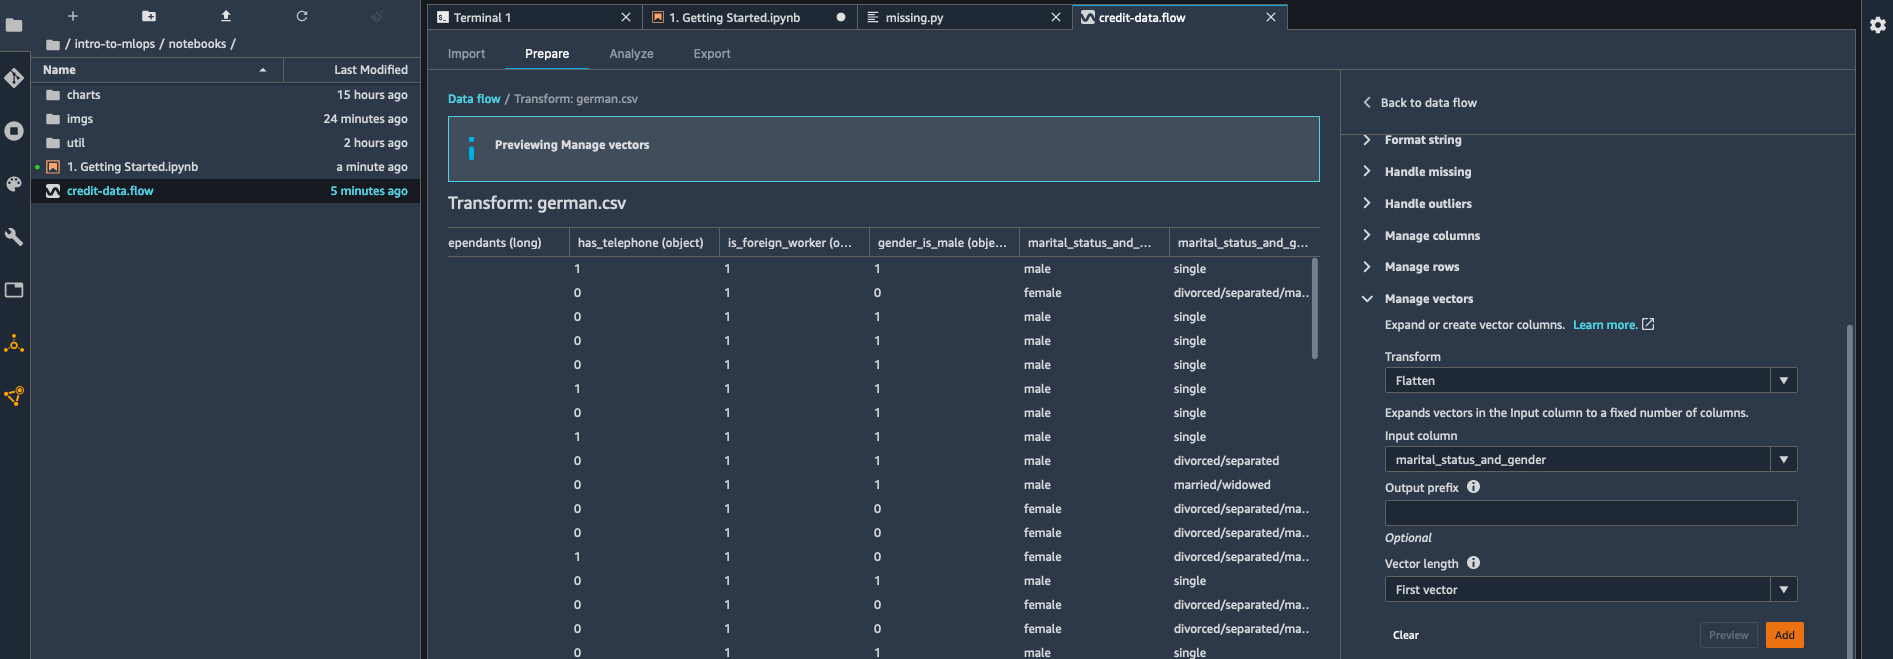 Terminal 1
1. Getting Started.ipynb
missing.py
credit-data.flow
/ intro-to-mlops / notebooks /
Name Last Modified
charts 15 hours ago
imgs 24 minutes ago
util 2 hours ago
1. Getting Started.ipynb a minute ago
credit-data.flow 5 minutes ago
Import Prepare Analyze Export
Data flow / Transform: german.csv
Previewing Manage vectors
Transform: german.csv
ependants (long) has_telephone (object) is_foreign_worker (o... gender_is_male (obje... marital_status_and_... marital_status_and_g...
1 1 1 male single
0 1 0 female divorced/separated/ma..
0 1 1 male single
0 1 1 male single
0 1 1 male single
1 1 1 male single
0 1 1 male single
1 1 1 male single
0 1 1 male divorced/separated
0 1 1 male married/widowed
0 1 0 female divorced/separated/ma..
0 1 0 female divorced/separated/ma..
1 1 0 female divorced/separated/ma..
0 1 1 male single
0 1 0 female divorced/separated/ma..
0 1 0 female divorced/separated/ma..
0 1 1 male single
Back to data flow
Format string
Handle missing
Handle outliers
Manage columns
Manage rows
Manage vectors
Expand or create vector columns. Learn more.
Transform
Flatten
Expands vectors in the Input column to a fixed number of columns.
Input column
marital_status_and_gender
Output prefix
Optional
Vector length
First vector
Clear Preview Add